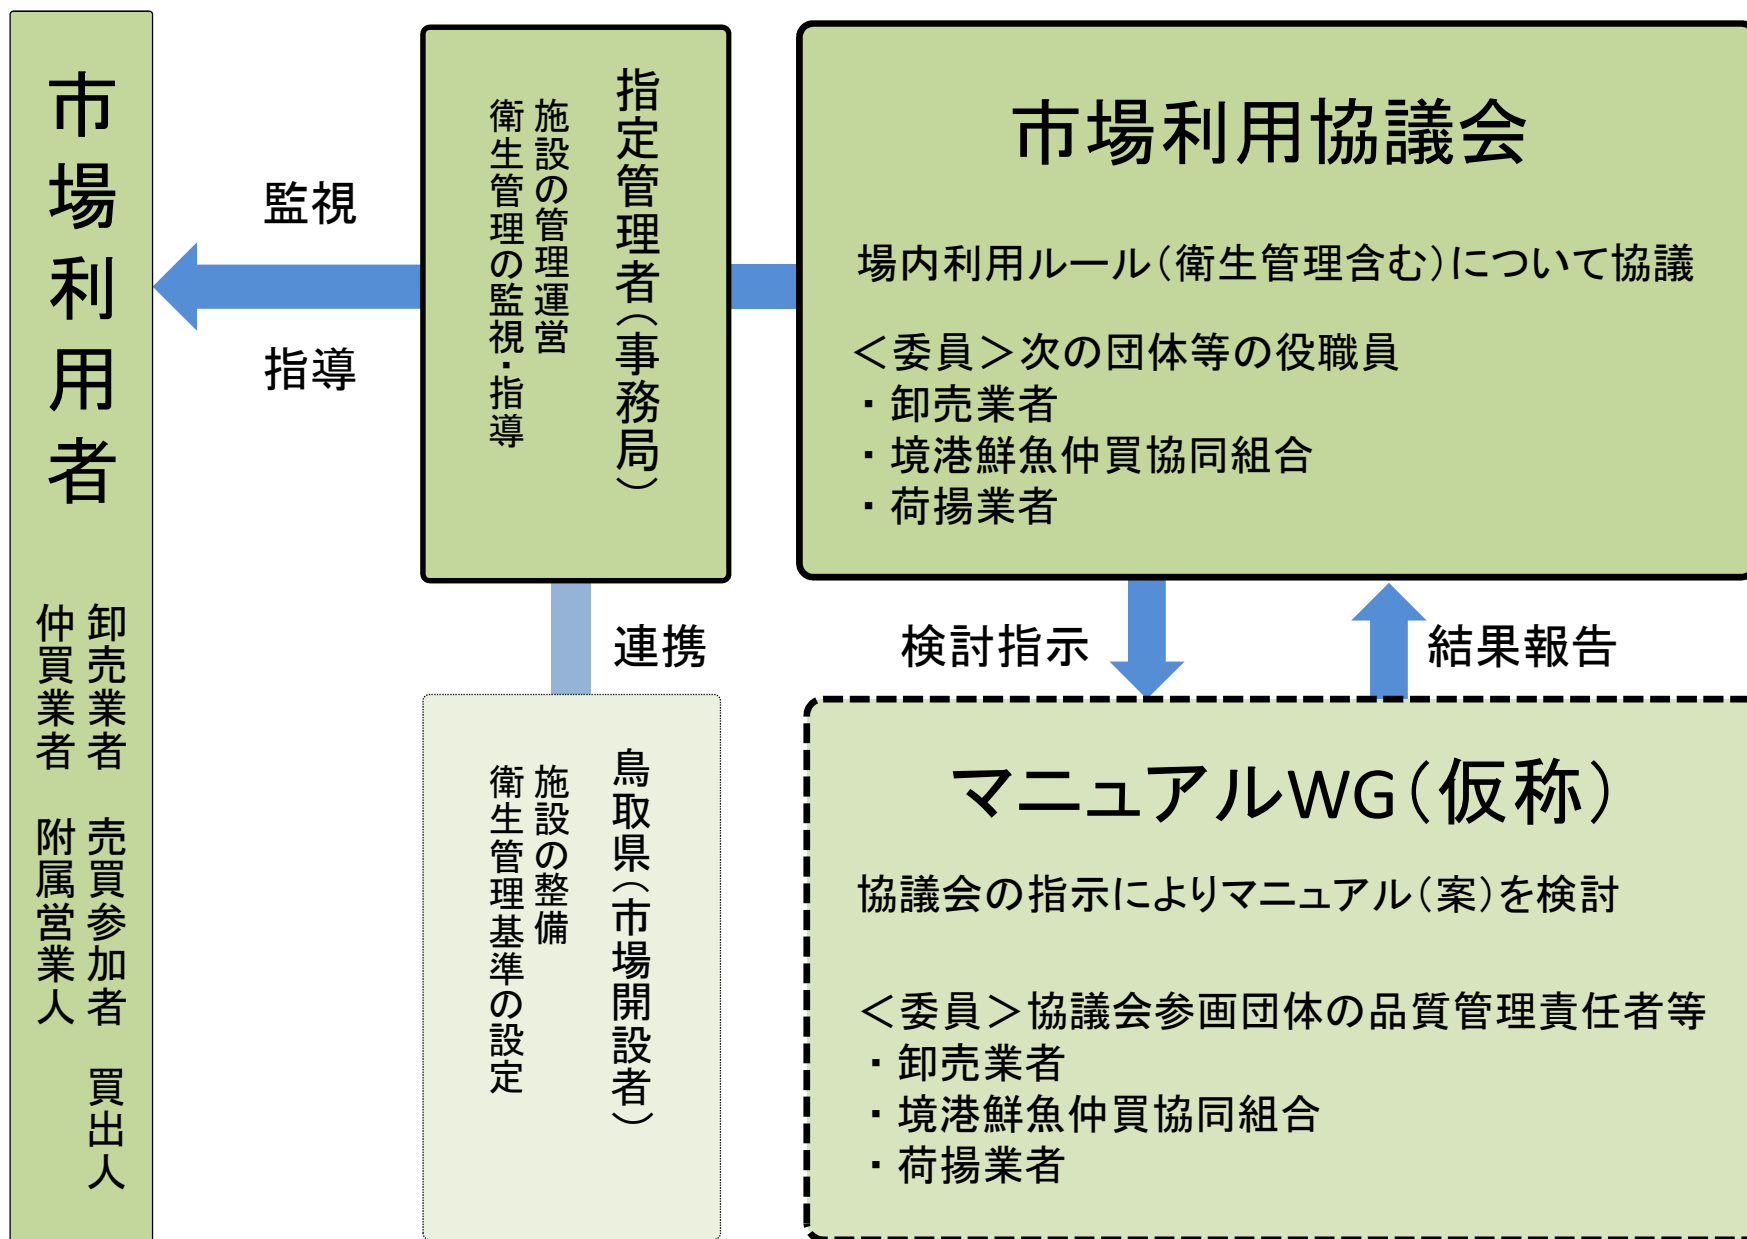 市場利用者
卸売業者 売買参加者 買出人
仲買業者 附属営業人
監視
指導
指定管理者（事務局）
施設の管理運営
衛生管理の監視・指導
連携
鳥取県（市場開設者）
施設の整備
衛生管理基準の設定
市場利用協議会
場内利用ルール（衛生管理含む）について協議
＜委員＞次の団体等の役職員
・卸売業者
・境港鮮魚仲買協同組合
・荷揚業者
検討指示
結果報告
マニュアルWG（仮称）
協議会の指示によりマニュアル（案）を検討
＜委員＞協議会参画団体の品質管理責任者等
・卸売業者
・境港鮮魚仲買協同組合
・荷揚業者